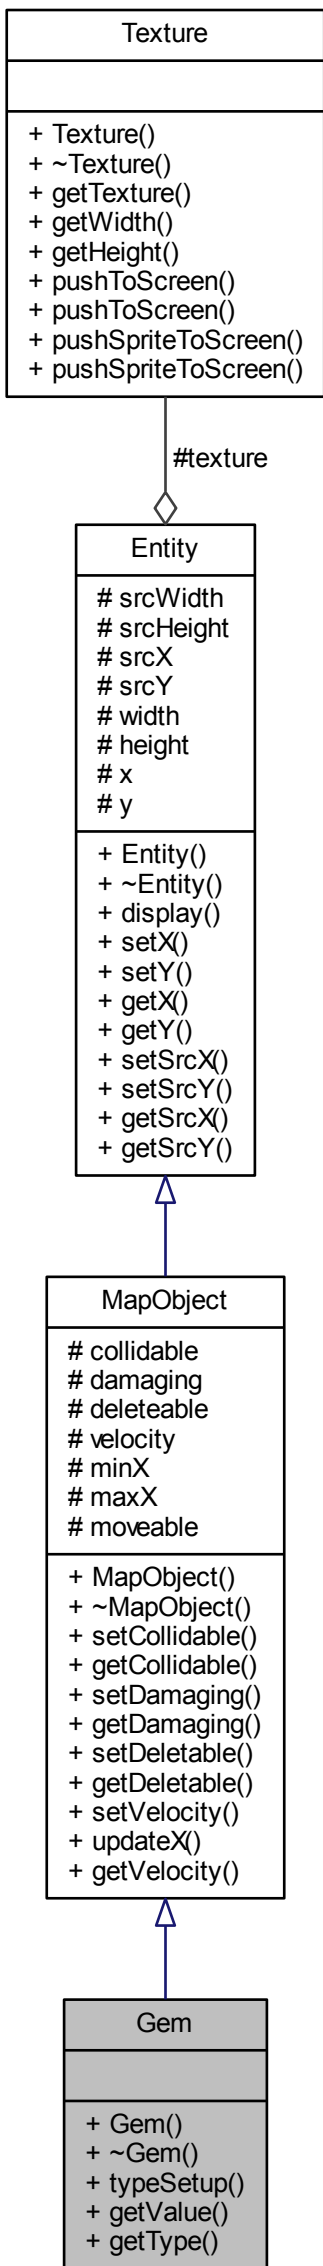 Texture
+ Texture()
+ ~Texture()
+ getTexture()
+ getWidth()
+ getHeight()
+ pushToScreen()
+ pushToScreen()
+ pushSpriteToScreen()
+ pushSpriteToScreen()
#texture
Entity
# srcWidth
# srcHeight
# srcX
# srcY
# width
# height
# x
# y
+ Entity()
+ ~Entity()
+ display()
+ setX()
+ setY()
+ getX()
+ getY()
+ setSrcX()
+ setSrcY()
+ getSrcX()
+ getSrcY()
MapObject
# collidable
# damaging
# deleteable
# velocity
# minX
# maxX
# moveable
+ MapObject()
+ ~MapObject()
+ setCollidable()
+ getCollidable()
+ setDamaging()
+ getDamaging()
+ setDeletable()
+ getDeletable()
+ setVelocity()
+ updateX()
+ getVelocity()
Gem
+ Gem()
+ ~Gem()
+ typeSetup()
+ getValue()
+ getType()